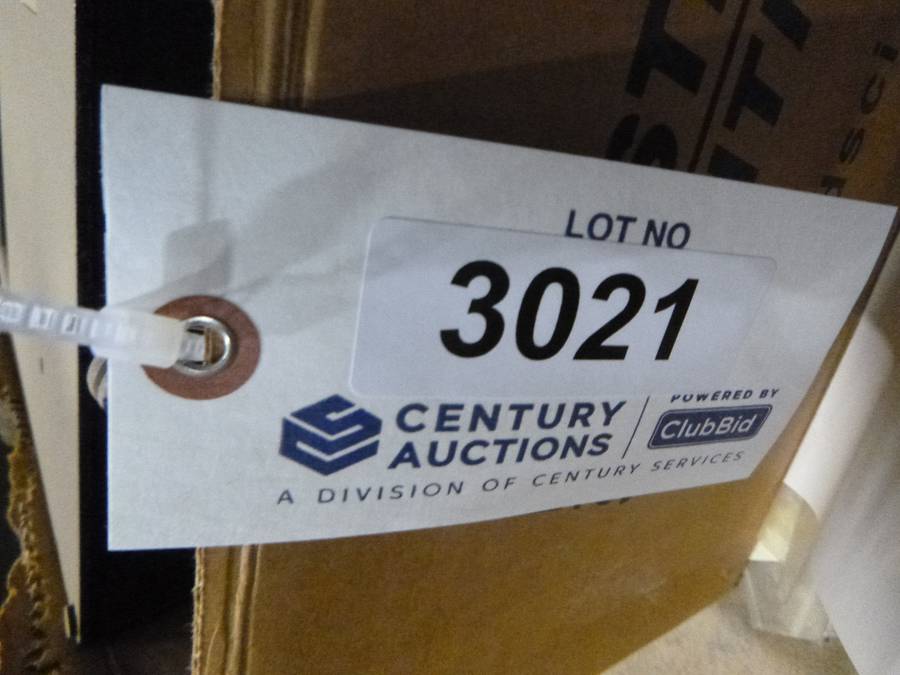 LOT NO
3021
CENTURY
AUCTIONS
POWERED BY
ClubBid
A DIVISION OF CENTURY SERVICES